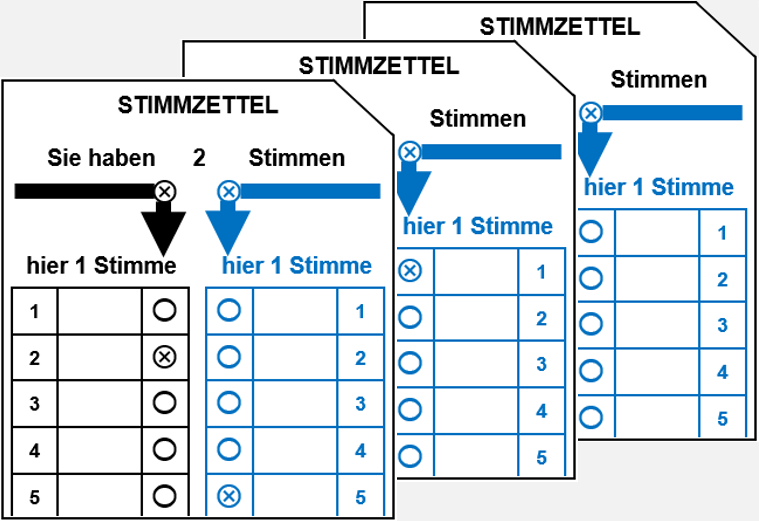 STIMMZETTEL
Stimmen
hier 1 Stimme
1
2
3
4
5
STIMMZETTEL
Stimmen
hier 1 Stimme
1
2
3
4
5
STIMMZETTEL
Sie haben 2 Stimmen
hier 1 Stimme hier 1 Stimme
1 1
2 2
3 3
4 4
5 5